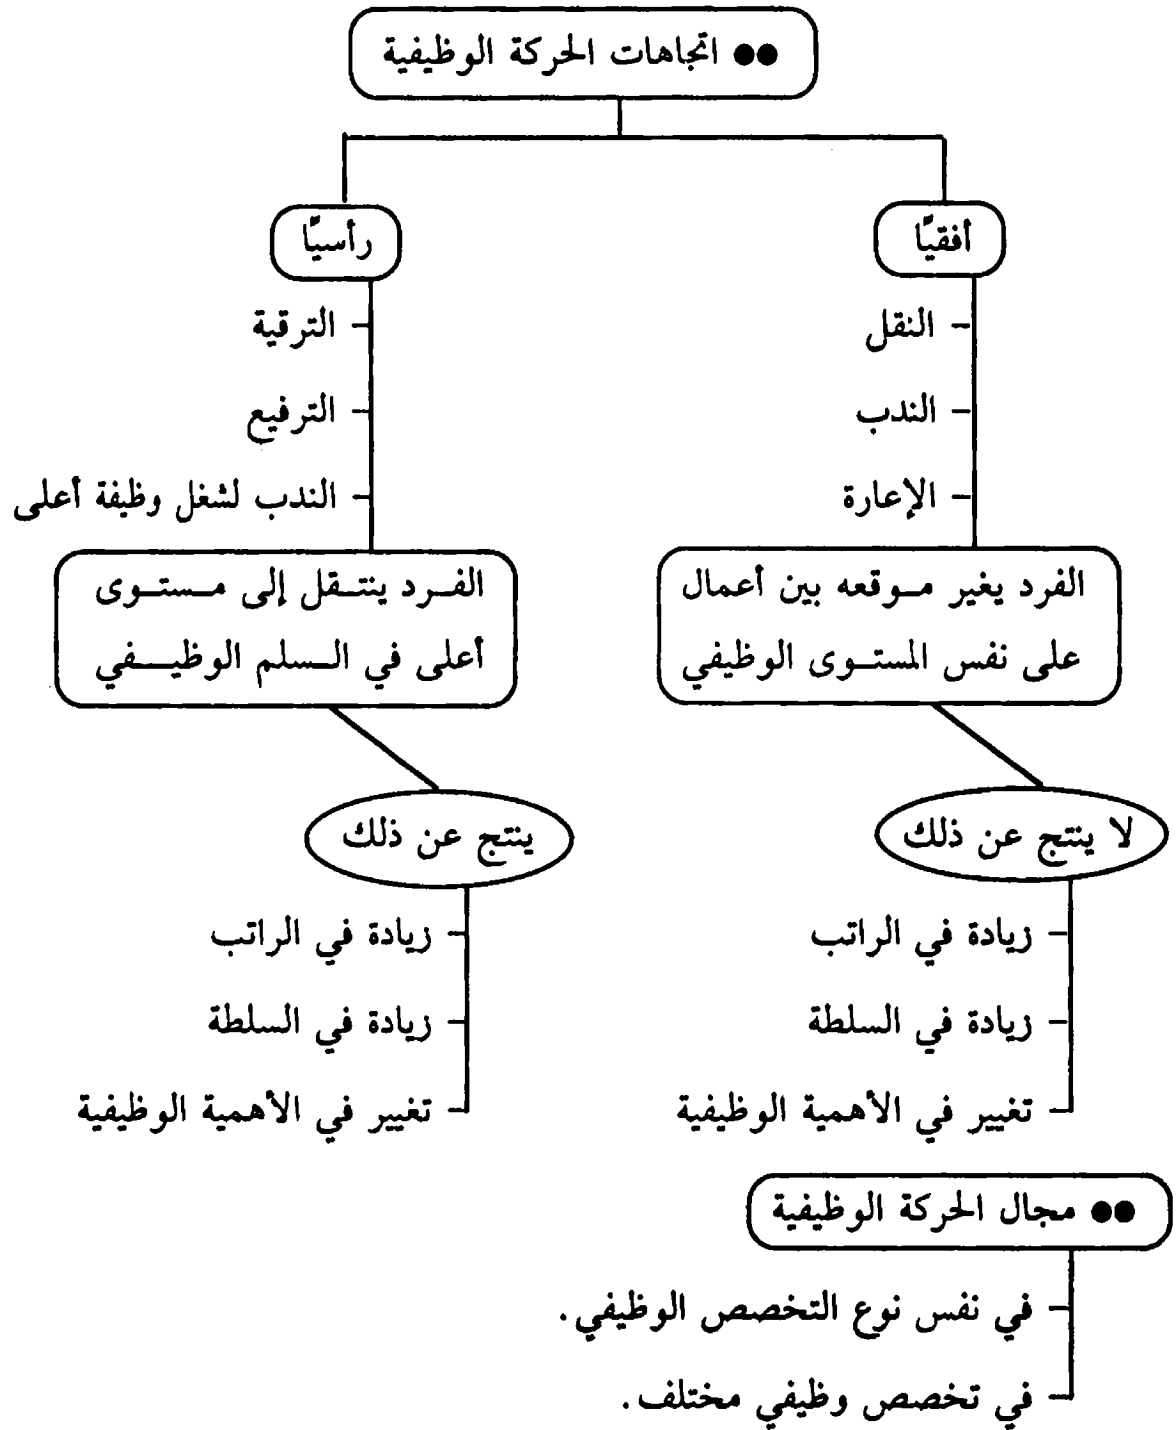 ●● اتجاهات الحركة الوظيفية
أفقيًّا
- النقل
- الندب
- الإعارة
الفرد يغير موقعه بين أعمال
على نفس المستوى الوظيفي
لا ينتج عن ذلك
- زيادة في الراتب
- زيادة في السلطة
- تغيير في الأهمية الوظيفية
رأسيًّا
- الترقية
- الترفيع
- الندب لشغل وظيفة أعلى
الفرد ينتقل إلى مستوى
أعلى في السلم الوظيفي
ينتج عن ذلك
- زيادة في الراتب
- زيادة في السلطة
- تغيير في الأهمية الوظيفية
●● مجال الحركة الوظيفية
- في نفس نوع التخصص الوظيفي.
- في تخصص وظيفي مختلف.